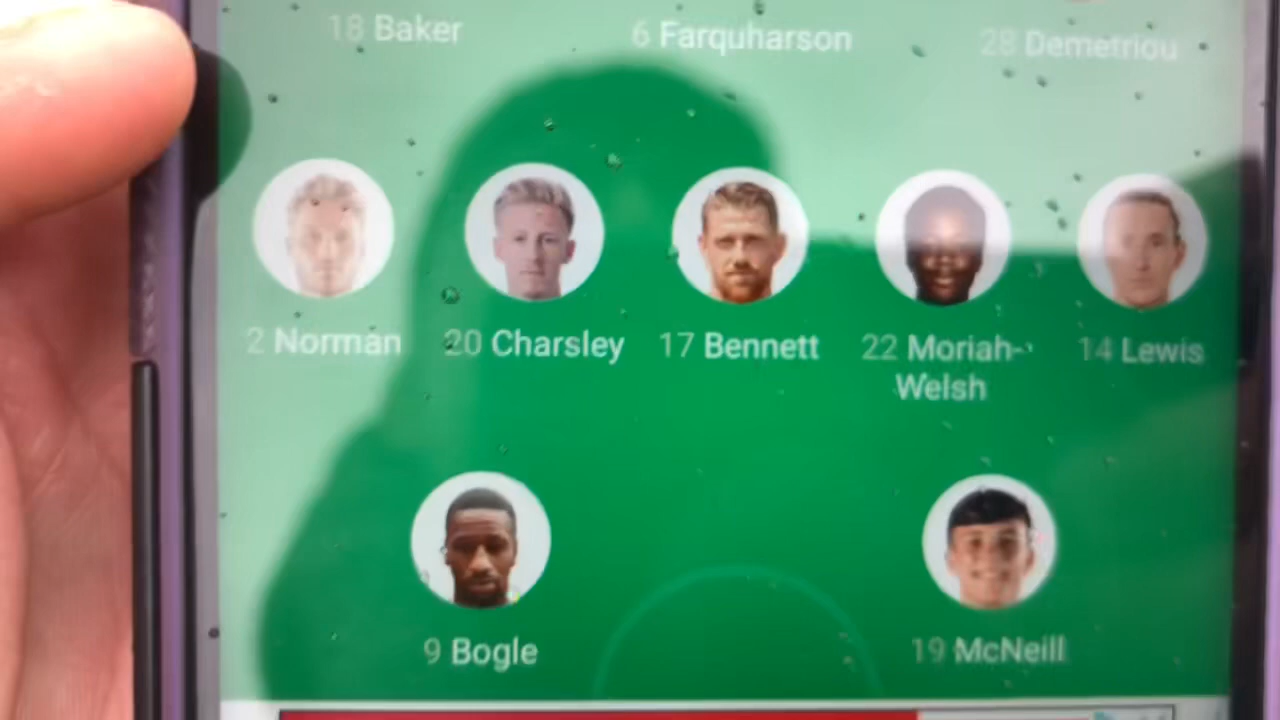 18 Baker
6 Farquharson
28 Demetriou
2 Norman
20 Charsley
17 Bennett
22 Moriah-
Welsh
14 Lewis
9 Bogle
19 McNeill